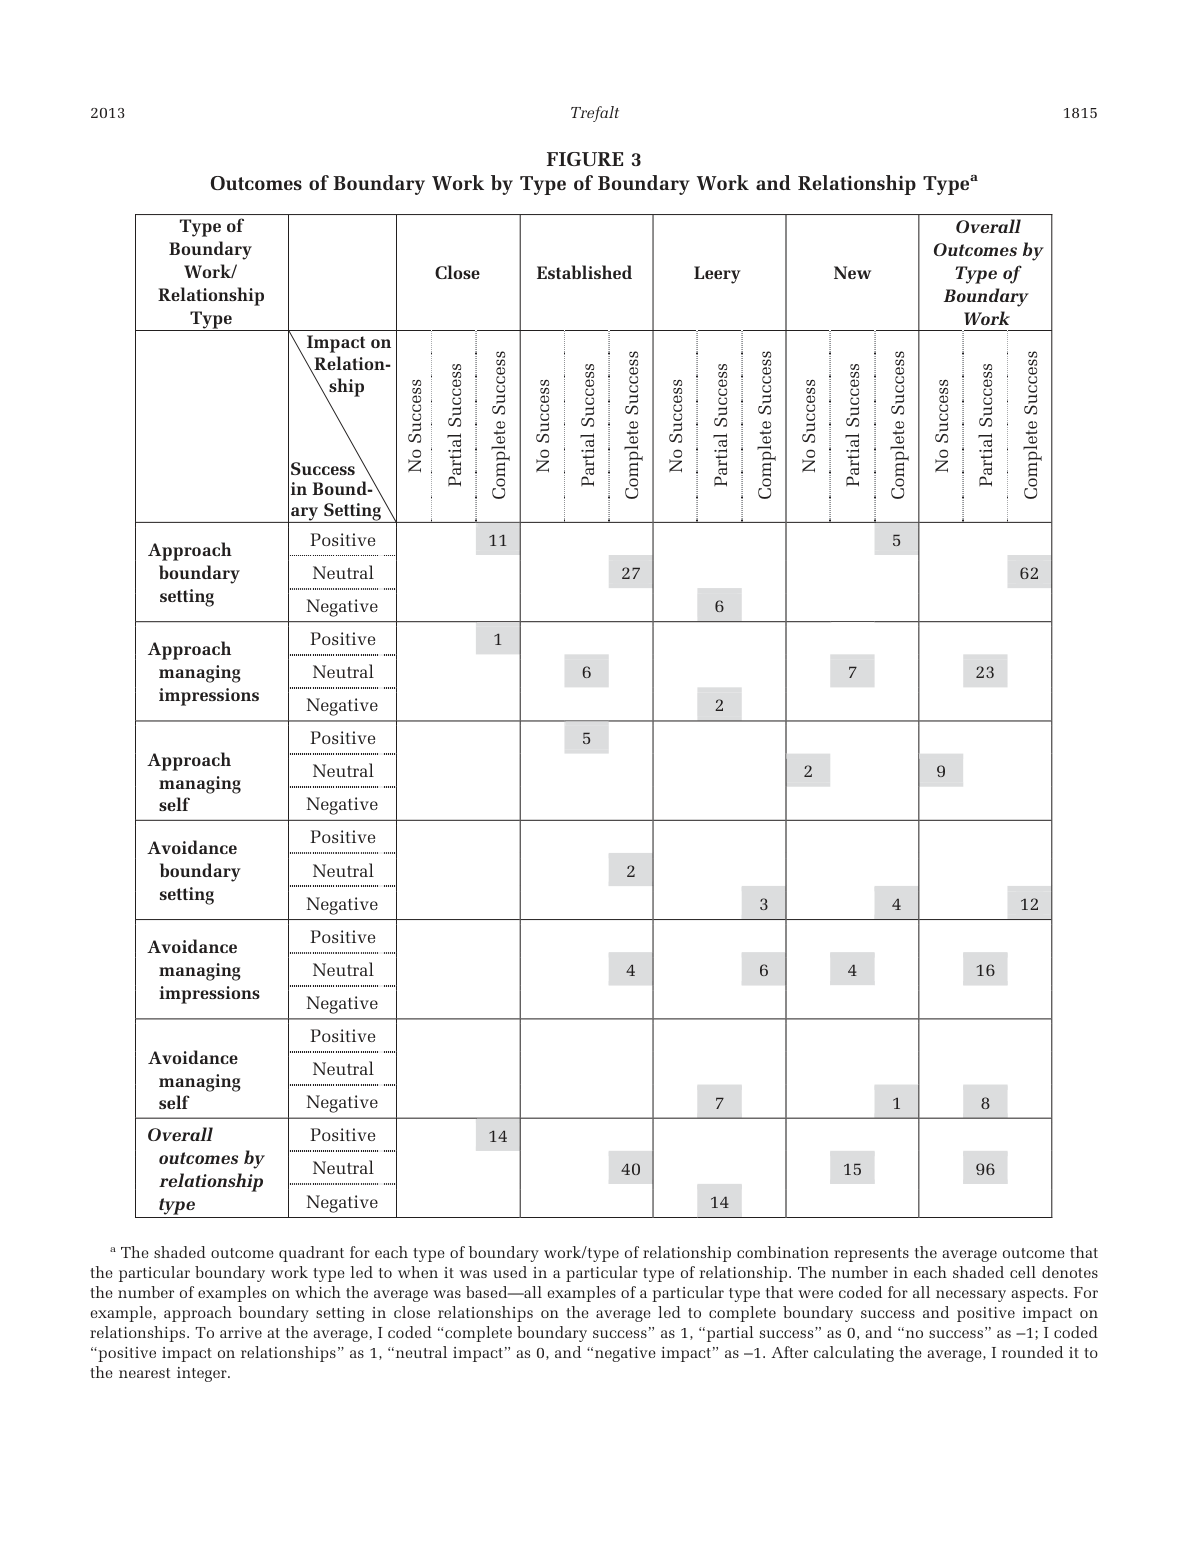 2013 Trefalt 1815
FIGURE 3
Outcomes of Boundary Work by Type of Boundary Work and Relationship Typeᵃ
Type of
Boundary
Work/
Relationship
Type
Close
Established
Leery
New
Overall
Outcomes by
Type of
Boundary
Work
Impact on
Relation-
ship
Success
in Bound-
ary Setting
No Success
Partial Success
Complete Success
No Success
Partial Success
Complete Success
No Success
Partial Success
Complete Success
No Success
Partial Success
Complete Success
No Success
Partial Success
Complete Success
Approach
boundary
setting
Positive 11 5
Neutral 27 62
Negative 6
Approach
managing
impressions
Positive 1
Neutral 6 7 23
Negative 2
Approach
managing
self
Positive 5
Neutral 2 9
Negative
Avoidance
boundary
setting
Positive
Neutral 2
Negative 3 4 12
Avoidance
managing
impressions
Positive
Neutral 4 6 4 16
Negative
Avoidance
managing
self
Positive
Neutral
Negative 7 1 8
Overall
outcomes by
relationship
type
Positive 14
Neutral 40 15 96
Negative 14
ᵃ The shaded outcome quadrant for each type of boundary work/type of relationship combination represents the average outcome that
the particular boundary work type led to when it was used in a particular type of relationship. The number in each shaded cell denotes
the number of examples on which the average was based—all examples of a particular type that were coded for all necessary aspects. For
example, approach boundary setting in close relationships on the average led to complete boundary success and positive impact on
relationships. To arrive at the average, I coded “complete boundary success” as 1, “partial success” as 0, and “no success” as –1; I coded
“positive impact on relationships” as 1, “neutral impact” as 0, and “negative impact” as –1. After calculating the average, I rounded it to
the nearest integer.